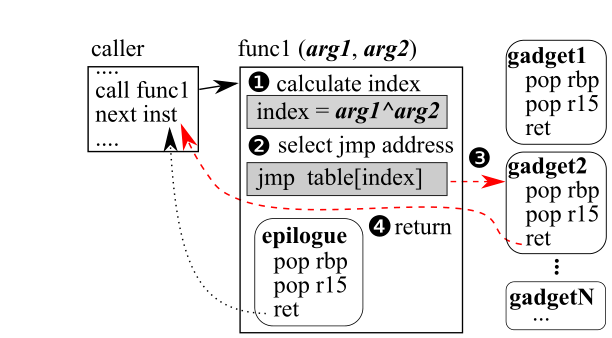 caller
....
call func1
next inst
....
func1 (arg1, arg2)
❶ calculate index
index = arg1^arg2
❷ select jmp address
jmp table[index]
❸
❹ return
epilogue
pop rbp
pop r15
ret
gadget1
pop rbp
pop r15
ret
gadget2
pop rbp
pop r15
ret
⋮
gadgetN
...